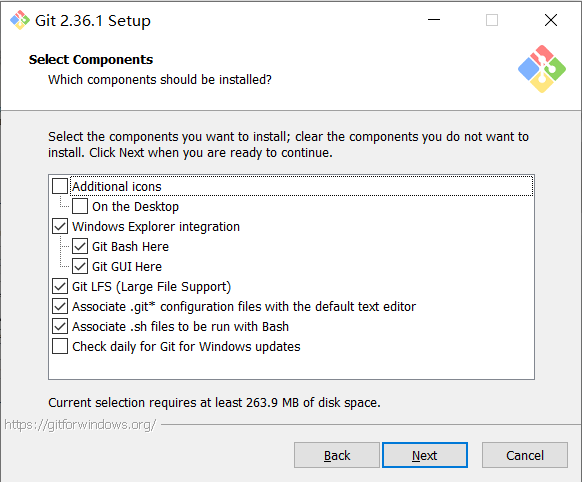 Git 2.36.1 Setup
Select Components
Which components should be installed?
Select the components you want to install; clear the components you do not want to
install. Click Next when you are ready to continue.
Additional icons
On the Desktop
Windows Explorer integration
Git Bash Here
Git GUI Here
Git LFS (Large File Support)
Associate .git* configuration files with the default text editor
Associate .sh files to be run with Bash
Check daily for Git for Windows updates
Current selection requires at least 263.9 MB of disk space.
https://gitforwindows.org/
Back Next Cancel